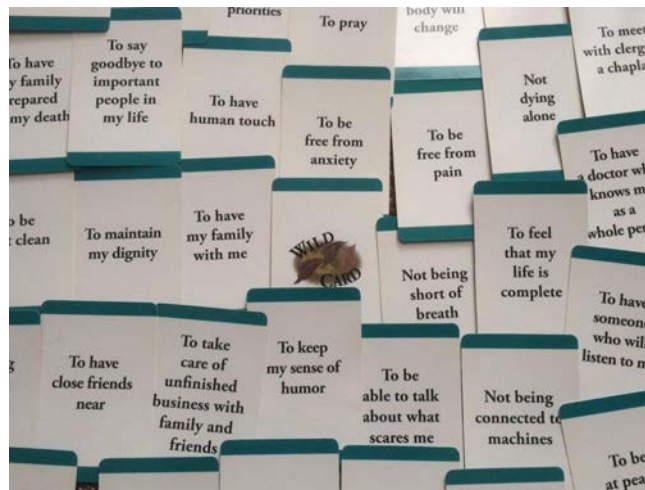 priorities
To pray
body will
change
To meet
with clerg
a chapla
To have
y family
repared
my death
To say
goodbye to
important
people in
my life
To have
human touch
To be
free from
anxiety
To be
free from
pain
Not
dying
alone
To have
a doctor wh
knows m
as a
whole per
o be
t clean
To maintain
my dignity
To have
my family
with me
WILD
CARD
Not being
short of
breath
To feel
that my
life is
complete
To have
someon
who will
listen to m
g
To have
close friends
near
To take
care of
unfinished
business with
family and
friends
To keep
my sense of
humor
To be
able to talk
about what
scares me
Not being
connected to
machines
To be
at pea